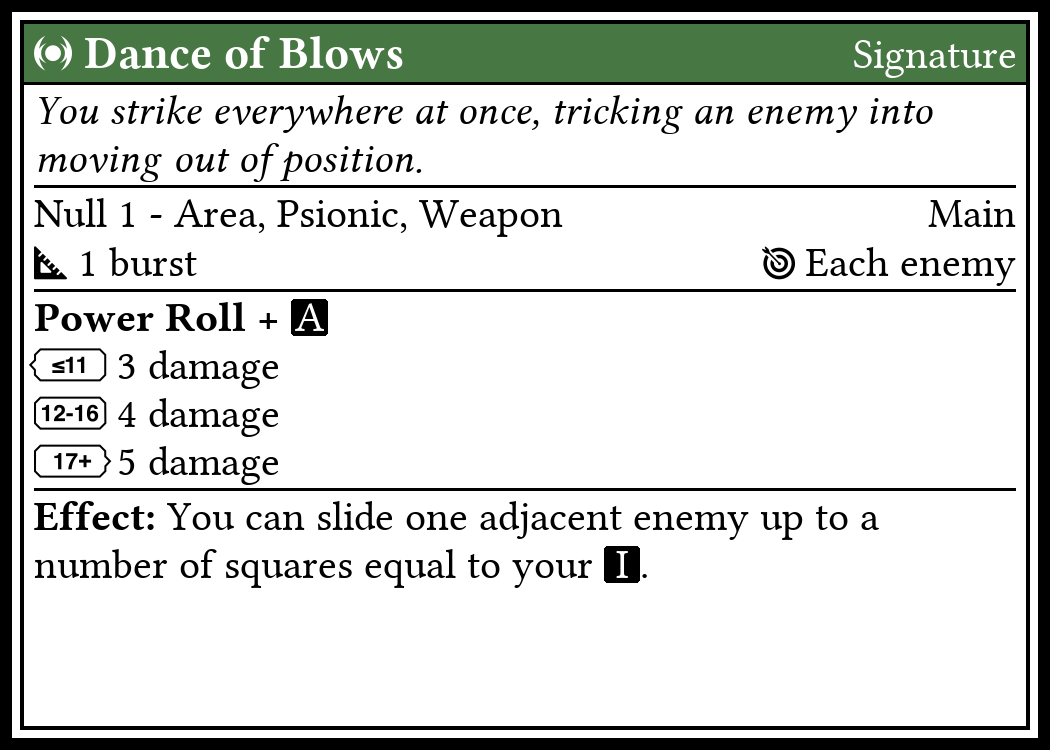 Dance of Blows Signature
You strike everywhere at once, tricking an enemy into
moving out of position.
Null 1 - Area, Psionic, Weapon Main
1 burst Each enemy
Power Roll + A
≤11 3 damage
12-16 4 damage
17+ 5 damage
Effect: You can slide one adjacent enemy up to a
number of squares equal to your I.